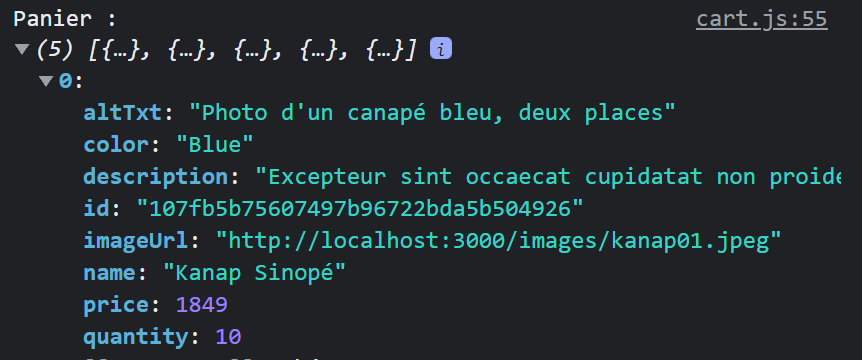 Panier : cart.js:55
(5) [{…}, {…}, {…}, {…}, {…}] i
0:
altTxt: "Photo d'un canapé bleu, deux places"
color: "Blue"
description: "Excepteur sint occaecat cupidatat non proide
id: "107fb5b75607497b96722bda5b504926"
imageUrl: "http://localhost:3000/images/kanap01.jpeg"
name: "Kanap Sinopé"
price: 1849
quantity: 10